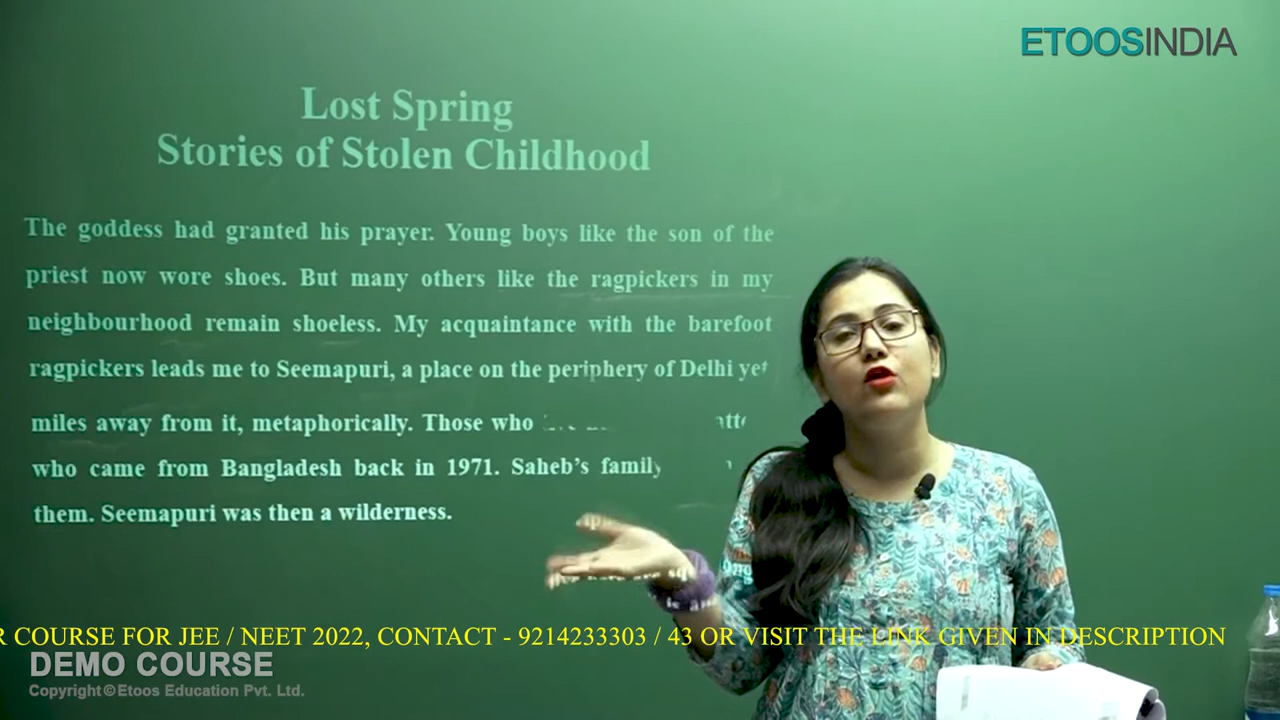 ETOOSINDIA
Lost Spring
Stories of Stolen Childhood
The goddess had granted his prayer. Young boys like the son of the
priest now wore shoes. But many others like the ragpickers in my
neighbourhood remain shoeless. My acquaintance with the barefoot
ragpickers leads me to Seemapuri, a place on the periphery of Delhi yet
miles away from it, metaphorically. Those who
who came from Bangladesh back in 1971. Saheb's family
them. Seemapuri was then a wilderness.
R COURSE FOR JEE / NEET 2022, CONTACT - 9214233303 / 43 OR VISIT THE LINK GIVEN IN DESCRIPTION
DEMO COURSE
Copyright © Etoos Education Pvt. Ltd.